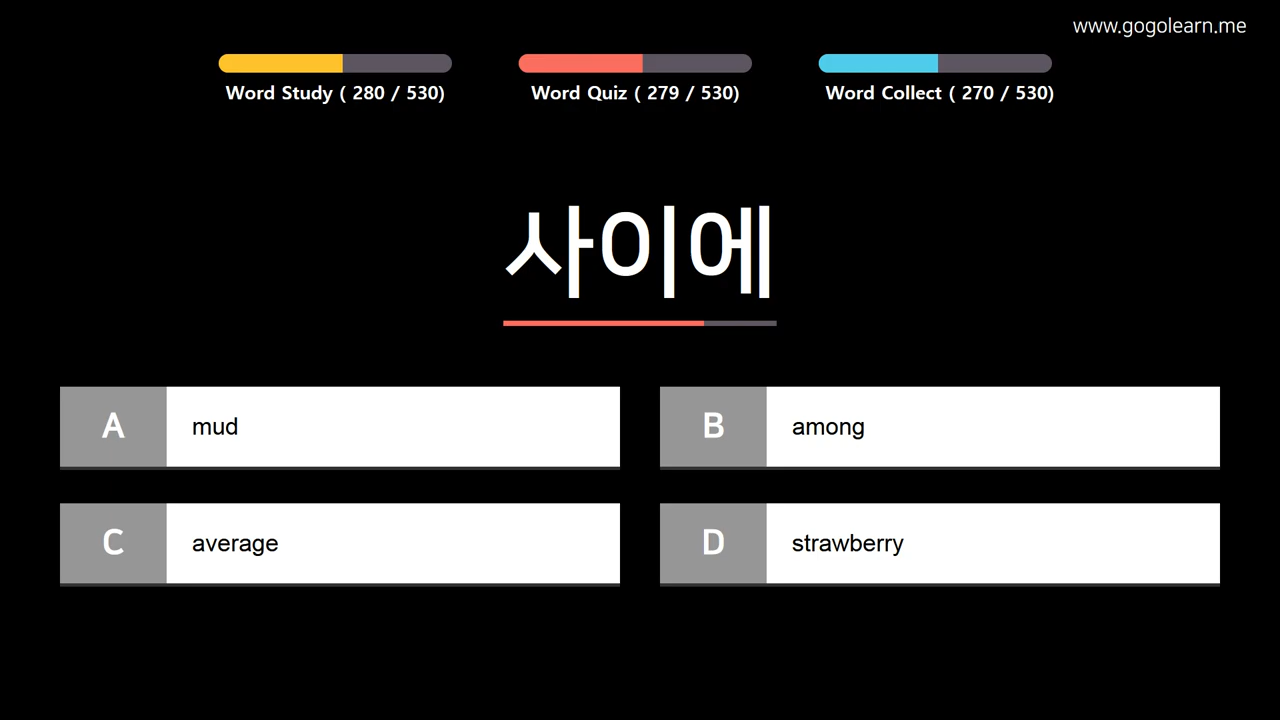 www.gogolearn.me
Word Study ( 280 / 530)
Word Quiz ( 279 / 530)
Word Collect ( 270 / 530)
사이에
A mud
B among
C average
D strawberry